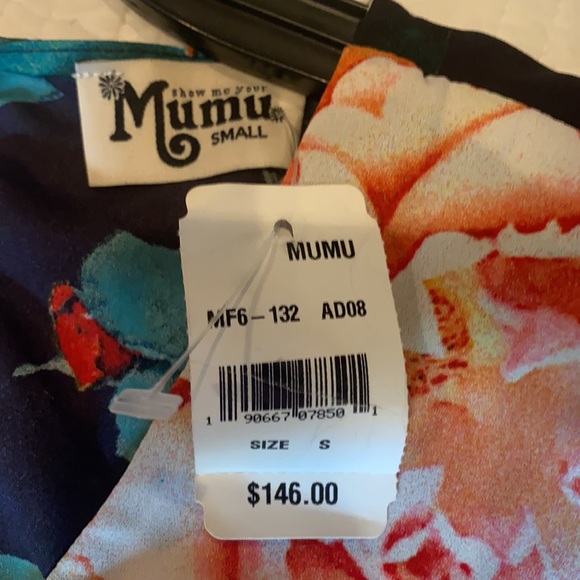 show me your
Mumu
SMALL
MUMU
MF6-132 AD08
1 90667 07850 1
SIZE S
$146.00